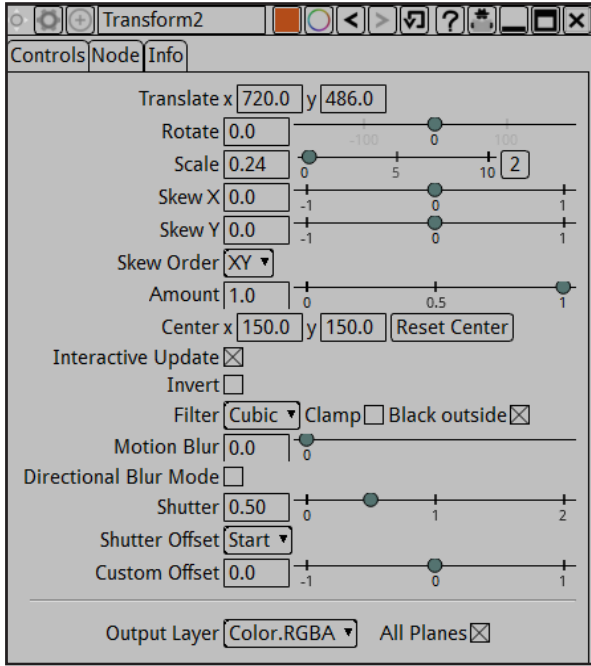 Transform2 ?
Controls Node Info
Translate x 720.0 y 486.0
Rotate 0.0 -100 0 100
Scale 0.24 0 5 10 2
Skew X 0.0 -1 0 1
Skew Y 0.0 -1 0 1
Skew Order XY
Amount 1.0 0 0.5 1
Center x 150.0 y 150.0 Reset Center
Interactive Update
Invert
Filter Cubic Clamp Black outside
Motion Blur 0.0 0
Directional Blur Mode
Shutter 0.50 0 1 2
Shutter Offset Start
Custom Offset 0.0 -1 0 1
Output Layer Color.RGBA All Planes